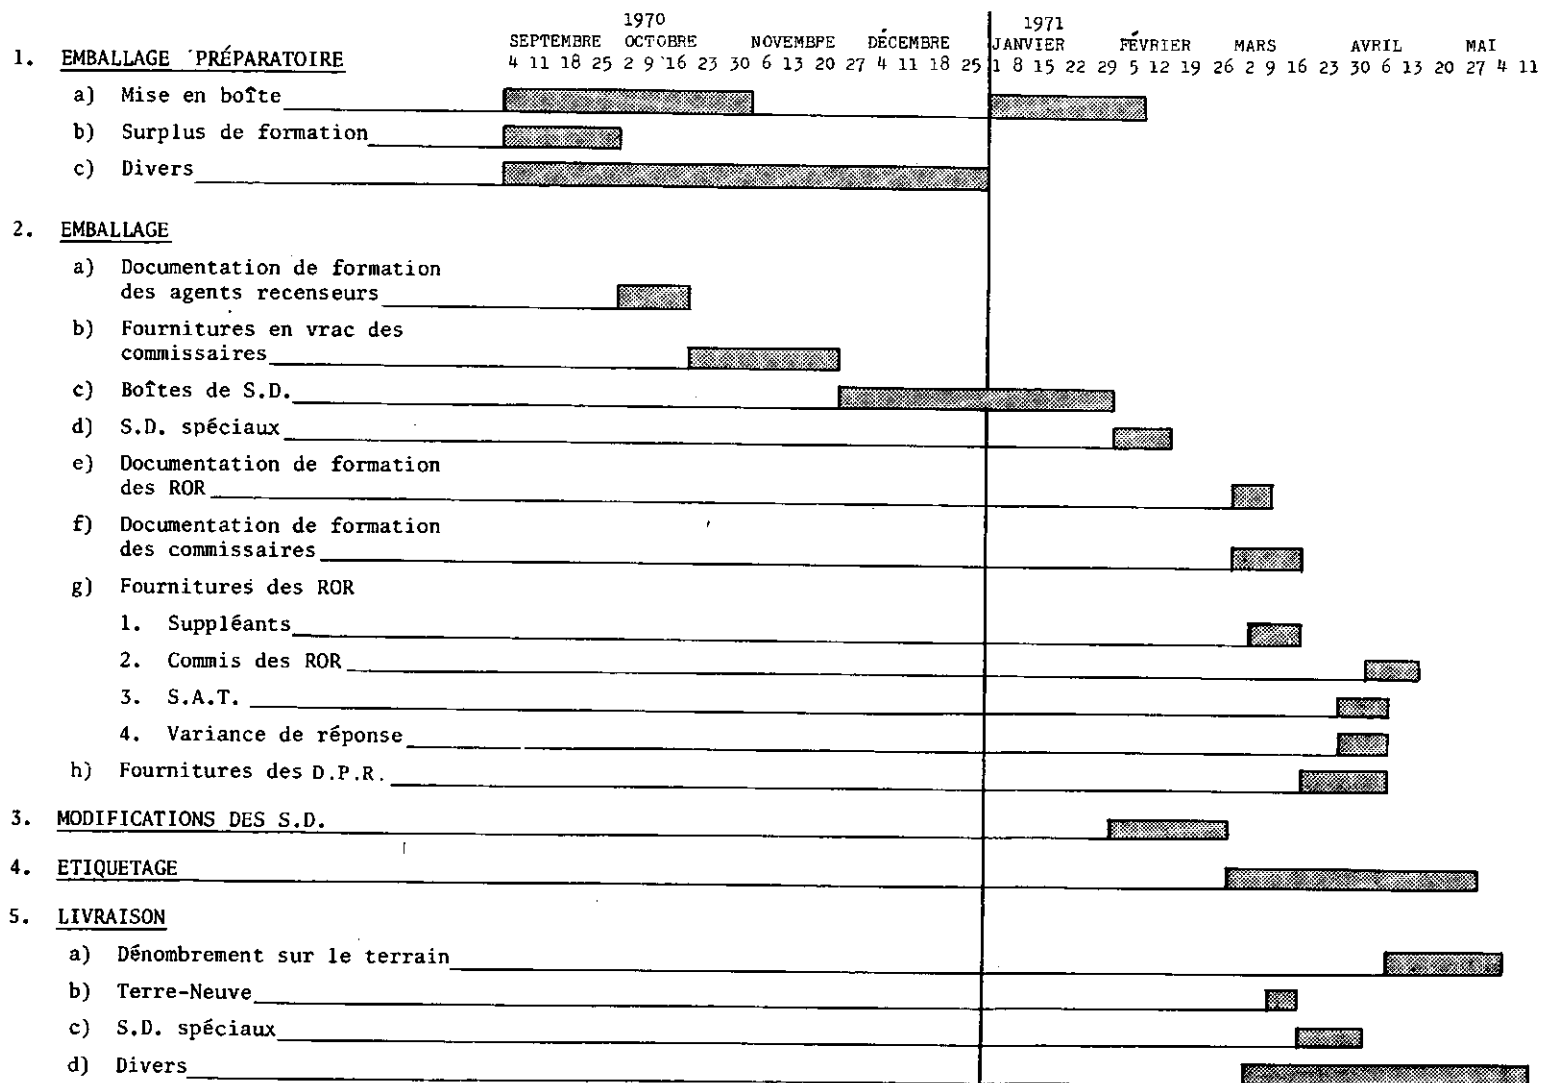 1970
1971
SEPTEMBRE OCTOBRE NOVEMBPE DÉCEMBRE JANVIER FÉVRIER MARS AVRIL MAI
1. EMBALLAGE PRÉPARATOIRE 4 11 18 25 2 9 16 23 30 6 13 20 27 4 11 18 25 1 8 15 22 29 5 12 19 26 2 9 16 23 30 6 13 20 27 4 11
a) Mise en boîte
b) Surplus de formation
c) Divers
2. EMBALLAGE
a) Documentation de formation
des agents recenseurs
b) Fournitures en vrac des
commissaires
c) Boîtes de S.D.
d) S.D. spéciaux
e) Documentation de formation
des ROR
f) Documentation de formation
des commissaires
g) Fournitures des ROR
1. Suppléants
2. Commis des ROR
3. S.A.T.
4. Variance de réponse
h) Fournitures des D.P.R.
3. MODIFICATIONS DES S.D.
4. ETIQUETAGE
5. LIVRAISON
a) Dénombrement sur le terrain
b) Terre-Neuve
c) S.D. spéciaux
d) Divers